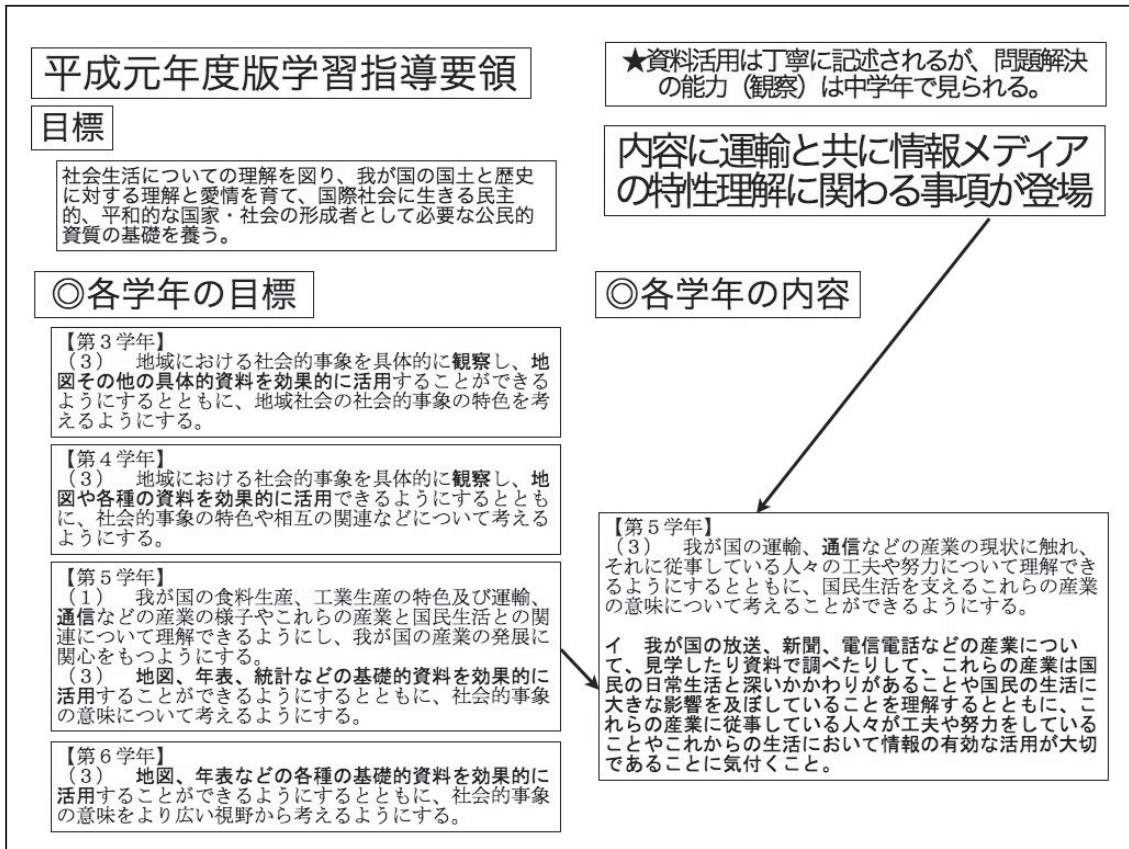 平成元年度版学習指導要領
目標
社会生活についての理解を図り、我が国の国土と歴史
に対する理解と愛情を育て、国際社会に生きる民主
的、平和的な国家・社会の形成者として必要な公民的
資質の基礎を養う。
◎各学年の目標
【第３学年】
（３）　地域における社会的事象を具体的に観察し、地
図その他の具体的資料を効果的に活用することができる
ようにするとともに、地域社会の社会的事象の特色を考
えるようにする。
【第４学年】
（３）　地域における社会的事象を具体的に観察し、地
図や各種の資料を効果的に活用できるようにするととも
に、社会的事象の特色や相互の関連などについて考える
ようにする。
【第５学年】
（１）　我が国の食料生産、工業生産の特色及び運輸、
通信などの産業の様子やこれらの産業と国民生活との関
連について理解できるようにし、我が国の産業の発展に
関心をもつようにする。
（３）　地図、年表、統計などの基礎的資料を効果的に
活用することができるようにするとともに、社会的事象
の意味について考えるようにする。
【第６学年】
（３）　地図、年表などの各種の基礎的資料を効果的に
活用することができるようにするとともに、社会的事象
の意味をより広い視野から考えるようにする。
★資料活用は丁寧に記述されるが、問題解決
の能力（観察）は中学年で見られる。
内容に運輸と共に情報メディア
の特性理解に関わる事項が登場
◎各学年の内容
【第５学年】
（３）　我が国の運輸、通信などの産業の現状に触れ、
それに従事している人々の工夫や努力について理解でき
るようにするとともに、国民生活を支えるこれらの産業
の意味について考えることができるようにする。
イ　我が国の放送、新聞、電信電話などの産業につい
て、見学したり資料で調べたりして、これらの産業は国
民の日常生活と深いかかわりがあることや国民の生活に
大きな影響を及ぼしていることを理解するとともに、こ
れらの産業に従事している人々が工夫や努力をしている
ことやこれからの生活において情報の有効な活用が大切
であることに気付くこと。